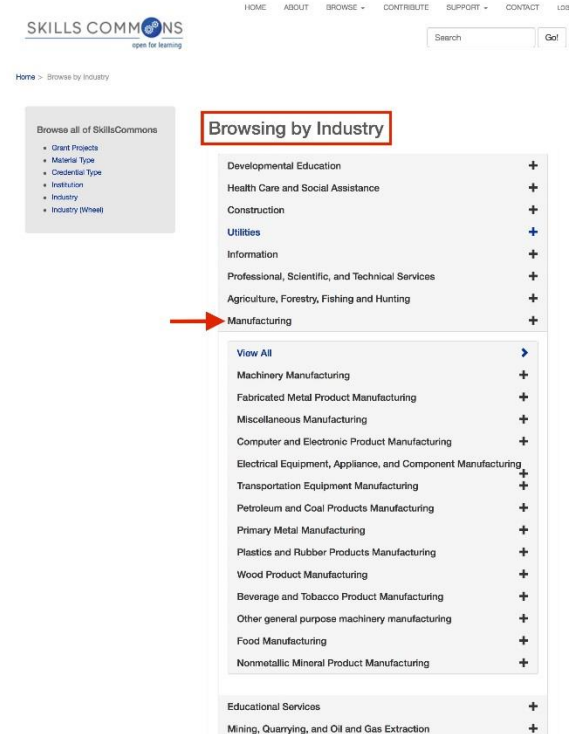 HOME ABOUT BROWSE CONTRIBUTE SUPPORT CONTACT
SKILLS COMMONS
open for learning
Search Go!
Home > Browse by Industry
Browse all of SkillsCommons
Grant Projects
Material Type
Credential Type
Institution
Industry
Industry (Wheel)
Browsing by Industry
Developmental Education
Health Care and Social Assistance
Construction
Utilities
Information
Professional, Scientific, and Technical Services
Agriculture, Forestry, Fishing and Hunting
Manufacturing
View All
Machinery Manufacturing
Fabricated Metal Product Manufacturing
Miscellaneous Manufacturing
Computer and Electronic Product Manufacturing
Electrical Equipment, Appliance, and Component Manufacturing
Transportation Equipment Manufacturing
Petroleum and Coal Products Manufacturing
Primary Metal Manufacturing
Plastics and Rubber Products Manufacturing
Wood Product Manufacturing
Beverage and Tobacco Product Manufacturing
Other general purpose machinery manufacturing
Food Manufacturing
Nonmetallic Mineral Product Manufacturing
Educational Services
Mining, Quarrying, and Oil and Gas Extraction